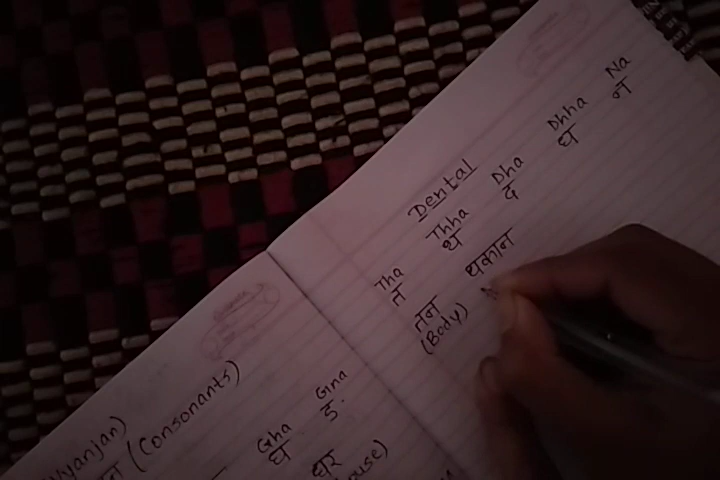 Dental
Tha Thha Dha Dhha Na
त थ द ध न
तन थकान
(Body)
(Consonants)
Gha Gna
घ ङ
घर